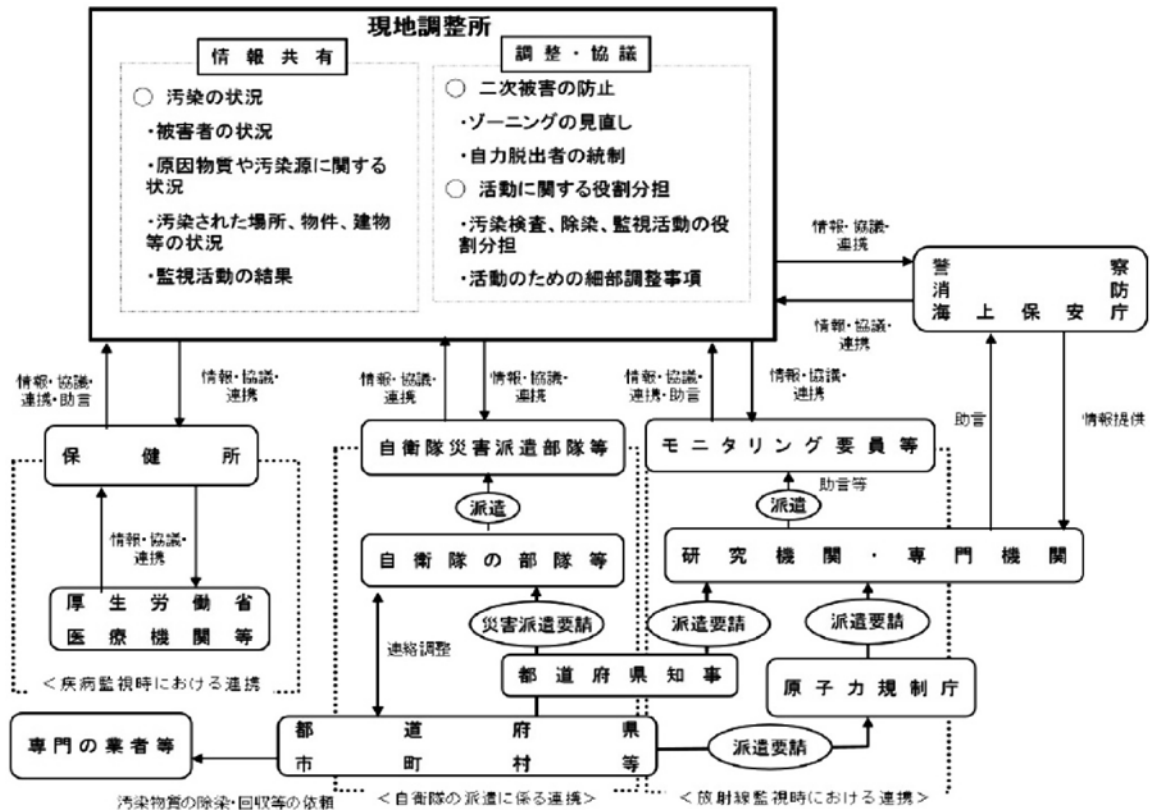 現地調整所
情報共有
○ 汚染の状況
・被害者の状況
・原因物質や汚染源に関する
状況
・汚染された場所、物件、建物
等の状況
・監視活動の結果
調整・協議
○ 二次被害の防止
・ゾーニングの見直し
・自力脱出者の統制
○ 活動に関する役割分担
・汚染検査、除染、監視活動の役
割分担
・活動のための細部調整事項
情報・協議・
連携
警察
消防
海上保安庁
情報・協議・
連携
情報・協議・
連携・助言
情報・協議・
連携
情報・協議・
連携
情報・協議・
連携
情報・協議・
連携・助言
情報・協議・
連携
助言
情報提供
保健所
自衛隊災害派遣部隊等
モニタリング要員等
助言等
派遣
派遣
情報・協議・
連携
自衛隊の部隊等
研究機関・専門機関
厚生労働省
医療機関等
災害派遣要請
派遣要請
派遣要請
連絡調整
都道府県知事
原子力規制庁
<疾病監視時における連携
専門の業者等
都道府県
市町村等
派遣要請
汚染物質の除染・回収等の依頼
<自衛隊の派遣に係る連携>
<放射線監視時における連携>